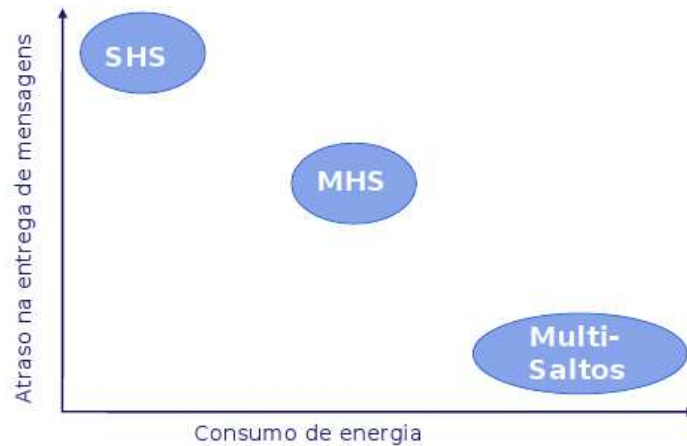 Atraso na entrega de mensagens
SHS
MHS
Multi-
Saltos
Consumo de energia